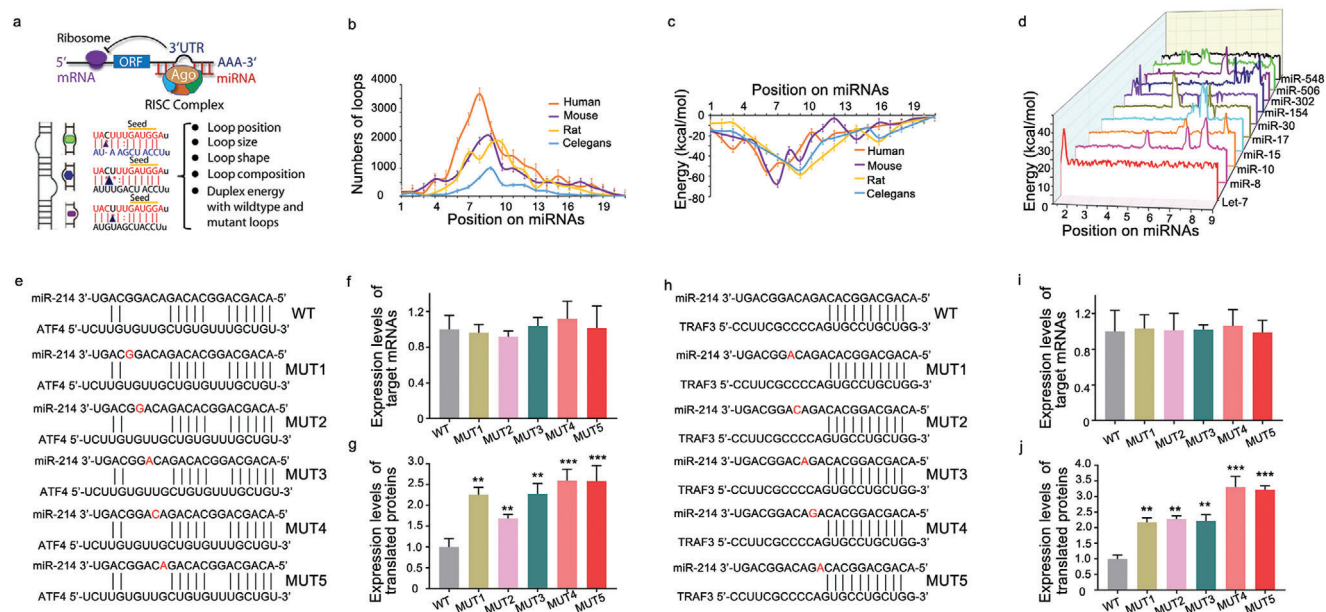 a
Ribosome
3'UTR
5'
ORF
AAA-3'
mRNA
Ago
miRNA
RISC Complex
Seed
UACUUUGAUGGAu
AU- A AGCU ACCUu
Seed
UACUUUGAUGGAu
AUUUGACU ACCUu
Seed
UACUUUGAUGGAu
AUGUAGCUACCUu
● Loop position
● Loop size
● Loop shape
● Loop composition
● Duplex energy
with wildtype and
mutant loops
b
Numbers of loops
4000
3000
2000
1000
0
1 4 7 10 13 16 19
Position on miRNAs
Human
Mouse
Rat
Celegans
c
Position on miRNAs
1 4 7 10 13 16 19
Energy (kcal/mol)
0
-20
-40
-60
-80
Human
Mouse
Rat
Celegans
d
Energy (kcal/mol)
40
30
20
10
0
2 3 4 5 6 7 8 9
Position on miRNAs
miR-548
miR-506
miR-302
miR-154
miR-30
miR-17
miR-15
miR-10
miR-8
Let-7
e
miR-214 3'-UGACGGACAGACACGGACGACA-5'
WT
ATF4 5'-UCUUGUGUUGCUGUGUUUGCUGU-3'
miR-214 3'-UGACGGACAGACACGGACGACA-5'
MUT1
ATF4 5'-UCUUGUGUUGCUGUGUUUGCUGU-3'
miR-214 3'-UGACGGACAGACACGGACGACA-5'
MUT2
ATF4 5'-UCUUGUGUUGCUGUGUUUGCUGU-3'
miR-214 3'-UGACGGACAGACACGGACGACA-5'
MUT3
ATF4 5'-UCUUGUGUUGCUGUGUUUGCUGU-3'
miR-214 3'-UGACGGACAGACACGGACGACA-5'
MUT4
ATF4 5'-UCUUGUGUUGCUGUGUUUGCUGU-3'
miR-214 3'-UGACGGACAGACACGGACGACA-5'
MUT5
ATF4 5'-UCUUGUGUUGCUGUGUUUGCUGU-3'
f
Expression levels of
target mRNAs
1.2
0.8
0.4
0
WT MUT1 MUT2 MUT3 MUT4 MUT5
g
Expression levels of
translated proteins
3.0
2.5
2.0
1.5
1.0
0.5
0
** ** ** *** ***
WT MUT1 MUT2 MUT3 MUT4 MUT5
h
miR-214 3'-UGACGGACAGACACGGACGACA-5'
WT
TRAF3 5'-CCUUCGCCCCAGUGCCUGCUGG-3'
miR-214 3'-UGACGGACAGACACGGACGACA-5'
MUT1
TRAF3 5'-CCUUCGCCCCAGUGCCUGCUGG-3'
miR-214 3'-UGACGGACAGACACGGACGACA-5'
MUT2
TRAF3 5'-CCUUCGCCCCAGUGCCUGCUGG-3'
miR-214 3'-UGACGGACAGACACGGACGACA-5'
MUT3
TRAF3 5'-CCUUCGCCCCAGUGCCUGCUGG-3'
miR-214 3'-UGACGGACAGACACGGACGACA-5'
MUT4
TRAF3 5'-CCUUCGCCCCAGUGCCUGCUGG-3'
miR-214 3'-UGACGGACAGACACGGACGACA-5'
MUT5
TRAF3 5'-CCUUCGCCCCAGUGCCUGCUGG-3'
i
Expression levels of
target mRNAs
1.2
0.8
0.4
0
WT MUT1 MUT2 MUT3 MUT4 MUT5
j
Expression levels of
translated proteins
4.0
3.5
3.0
2.5
2.0
1.5
1.0
0.5
0
** ** ** *** ***
WT MUT1 MUT2 MUT3 MUT4 MUT5